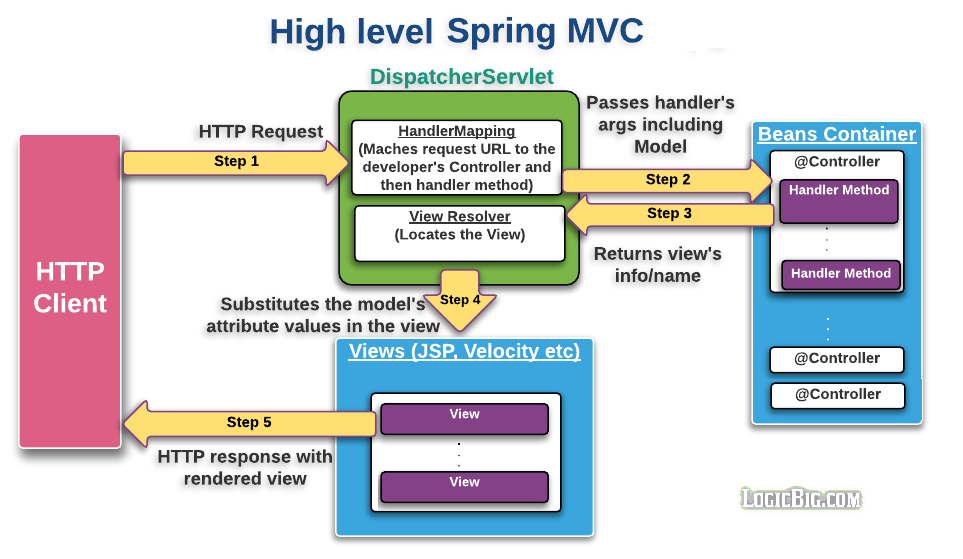 High level Spring MVC
DispatcherServlet
HTTP Request
Step 1
HandlerMapping
(Maches request URL to the
developer's Controller and
then handler method)
View Resolver
(Locates the View)
Passes handler's
args including
Model
Step 2
Step 3
Returns view's
info/name
Beans Container
@Controller
Handler Method
Handler Method
@Controller
@Controller
HTTP
Client
Substitutes the model's
attribute values in the view
Step 4
Views (JSP, Velocity etc)
View
View
Step 5
HTTP response with
rendered view
LogicBig.com